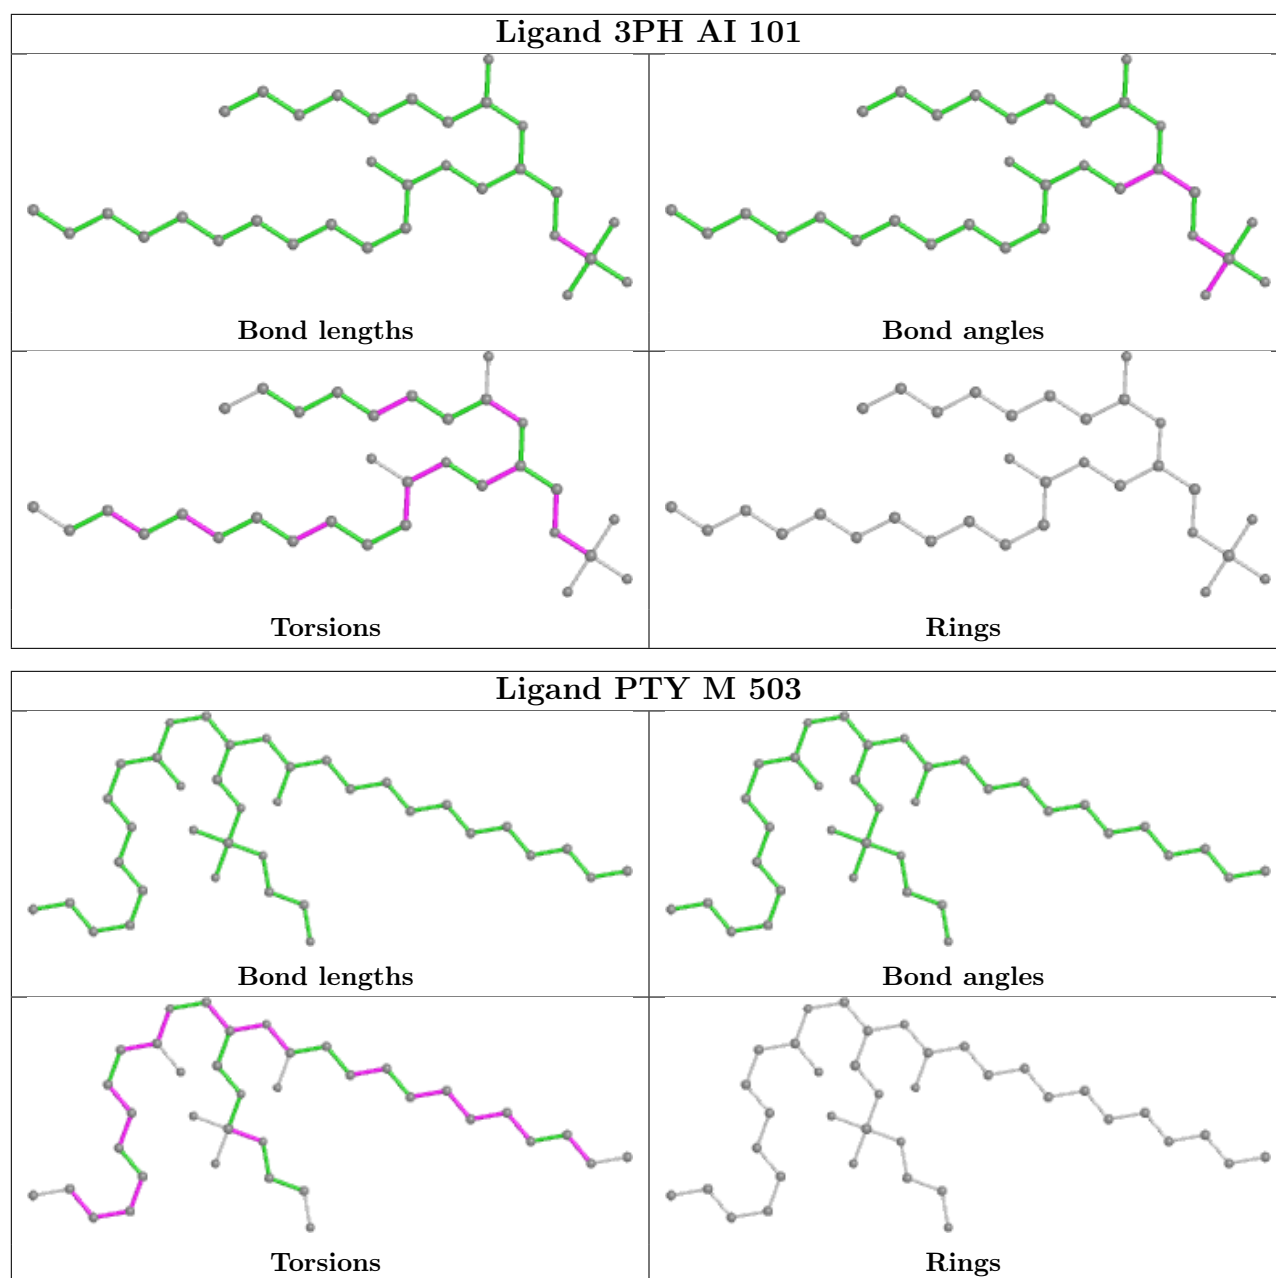 Ligand 3PH AI 101
Bond lengths
Bond angles
Torsions
Rings
Ligand PTY M 503
Bond lengths
Bond angles
Torsions
Rings